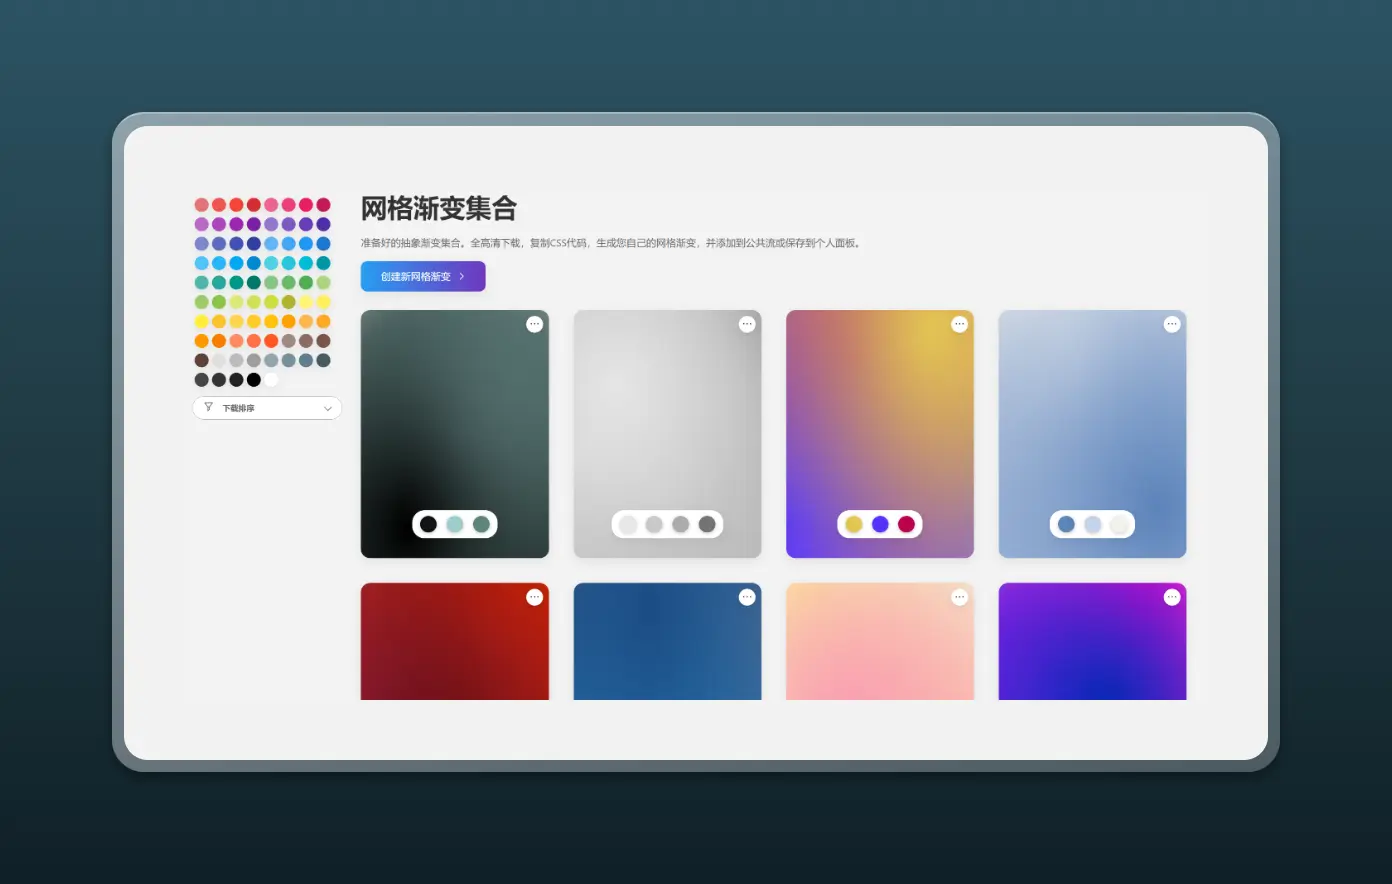 网格渐变集合
准备好的抽象渐变集合。全高清下载，复制CSS代码，生成您自己的网格渐变，并添加到公共流或保存到个人面板。
创建新网格渐变
下载排序